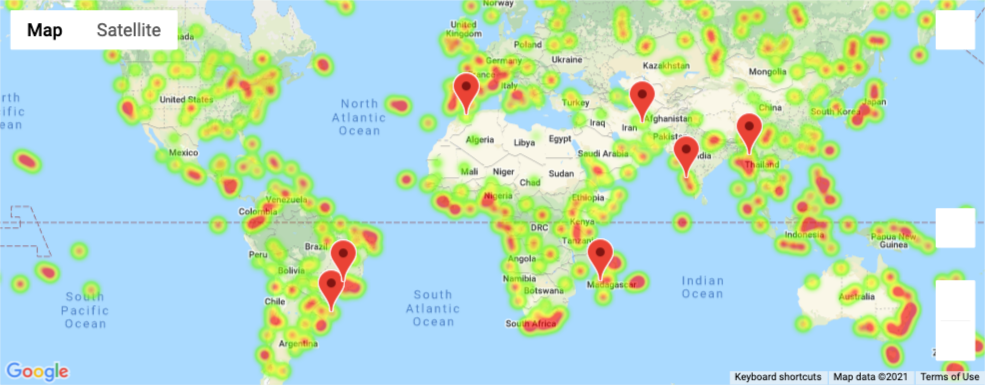 Map
Satellite
Norway
United
Kingdom
Poland
Germany
Ukraine
Kazakhstan
Mongolia
Italy
Turkey
Afghanistan
China
South Korea
Japan
Iraq
Iran
United States
North
Atlantic
Ocean
Algeria
Libya
Egypt
Saudi Arabia
Thailand
Mexico
Mali
Niger
Chad
Sudan
Nigeria
Ethiopia
Venezuela
Colombia
DRC
Kenya
Indonesia
Papua New
Guinea
Peru
Brazil
Angola
Bolivia
Namibia
Botswana
Madagascar
Indian
Ocean
South
Pacific
Ocean
Chile
South
Atlantic
Ocean
Australia
South Africa
Argentina
Google
Keyboard shortcuts
Map data ©2021
Terms of Use